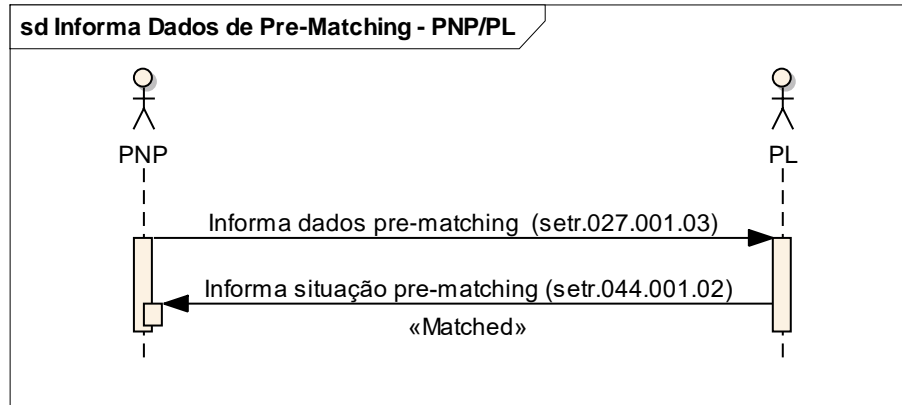 sd Informa Dados de Pre-Matching - PNP/PL
PNP
PL
Informa dados pre-matching (setr.027.001.03)
Informa situação pre-matching (setr.044.001.02)
«Matched»